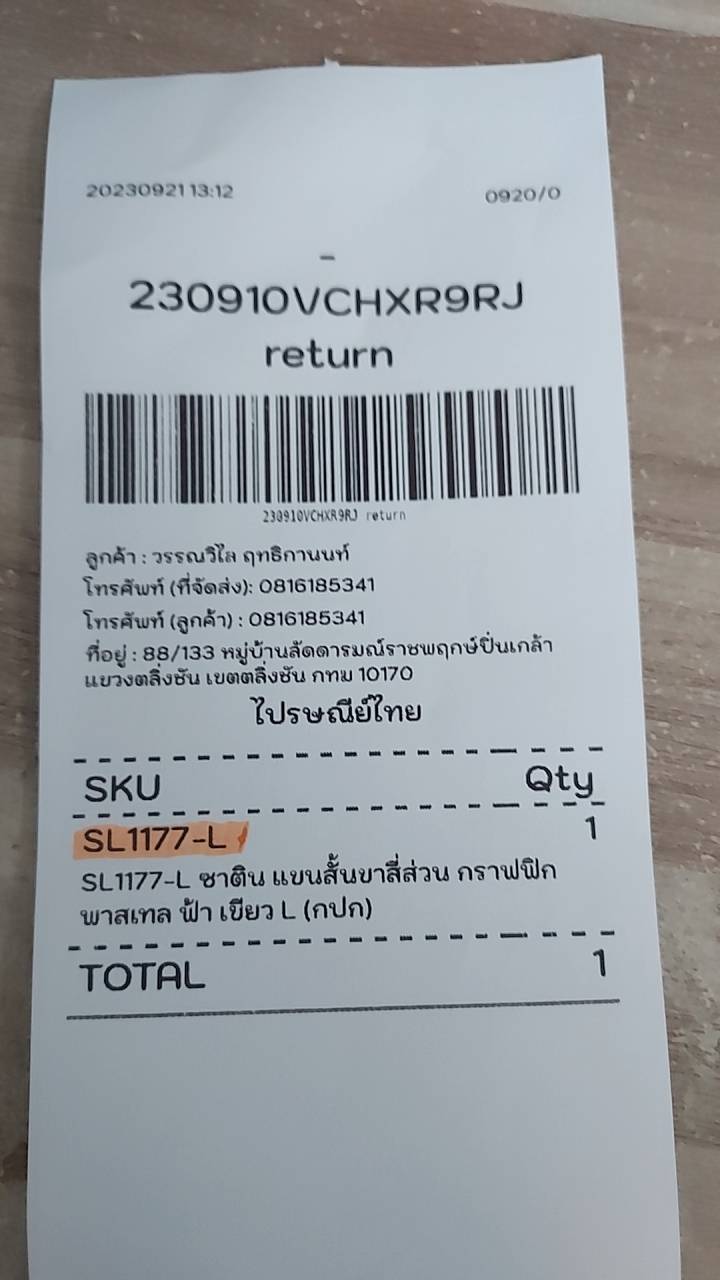 20230921 13:12 0920/0
-
230910VCHXR9RJ
return
230910VCHXR9RJ return
ลูกค้า : วรรณวิไล ฤทธิกานนท์
โทรศัพท์ (ที่จัดส่ง): 0816185341
โทรศัพท์ (ลูกค้า) : 0816185341
ที่อยู่ : 88/133 หมู่บ้านลัดดารมณ์ราชพฤกษ์ปิ่นเกล้า
แขวงตลิ่งชัน เขตตลิ่งชัน กทม 10170
ไปรษณีย์ไทย
SKU Qty
SL1177-L 1
SL1177-L ซาติน แขนสั้นขาสี่ส่วน กราฟฟิก
พาสเทล ฟ้า เขียว L (กปก)
TOTAL 1